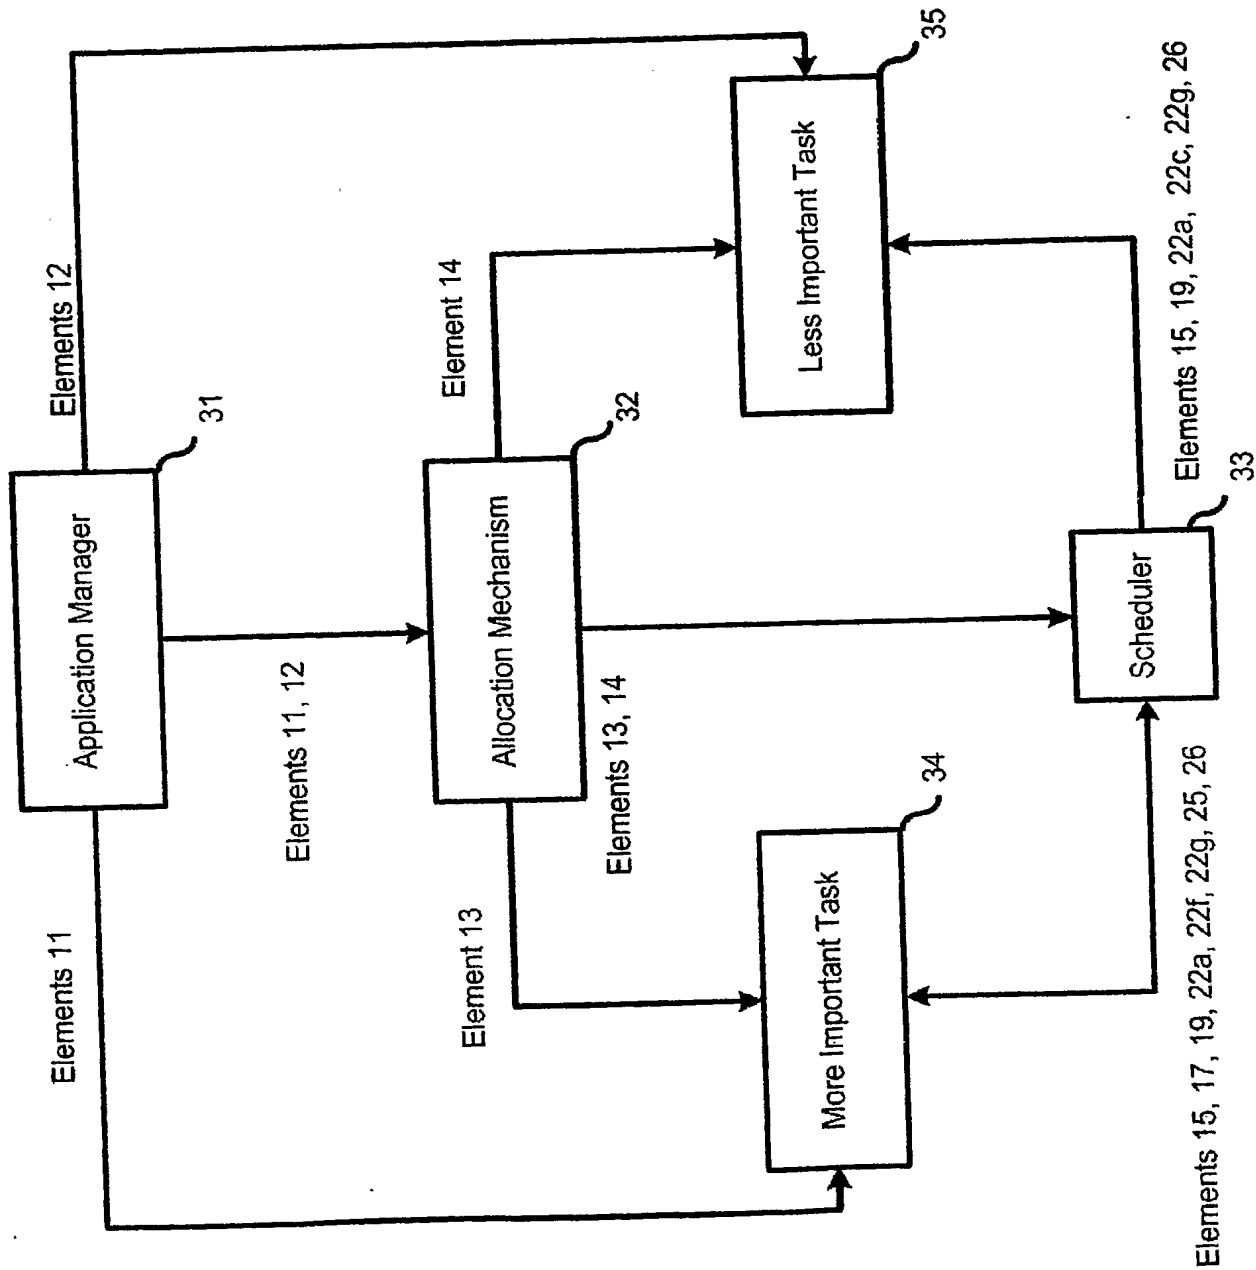 Application Manager
31
Elements 11
Elements 12
Elements 11, 12
Allocation Mechanism
32
Element 13
Element 14
Elements 13, 14
More Important Task
34
Less Important Task
35
Scheduler
33
Elements 15, 17, 19, 22a, 22f, 22g, 25, 26
Elements 15, 19, 22a, 22c, 22g, 26